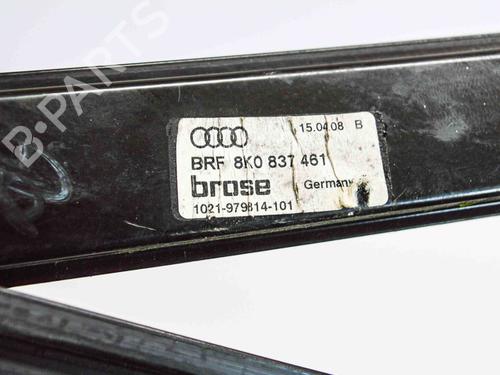 15.04.08 B
BRF 8K0 837 461
brose Germany
1021-979814-101
B-PARTS